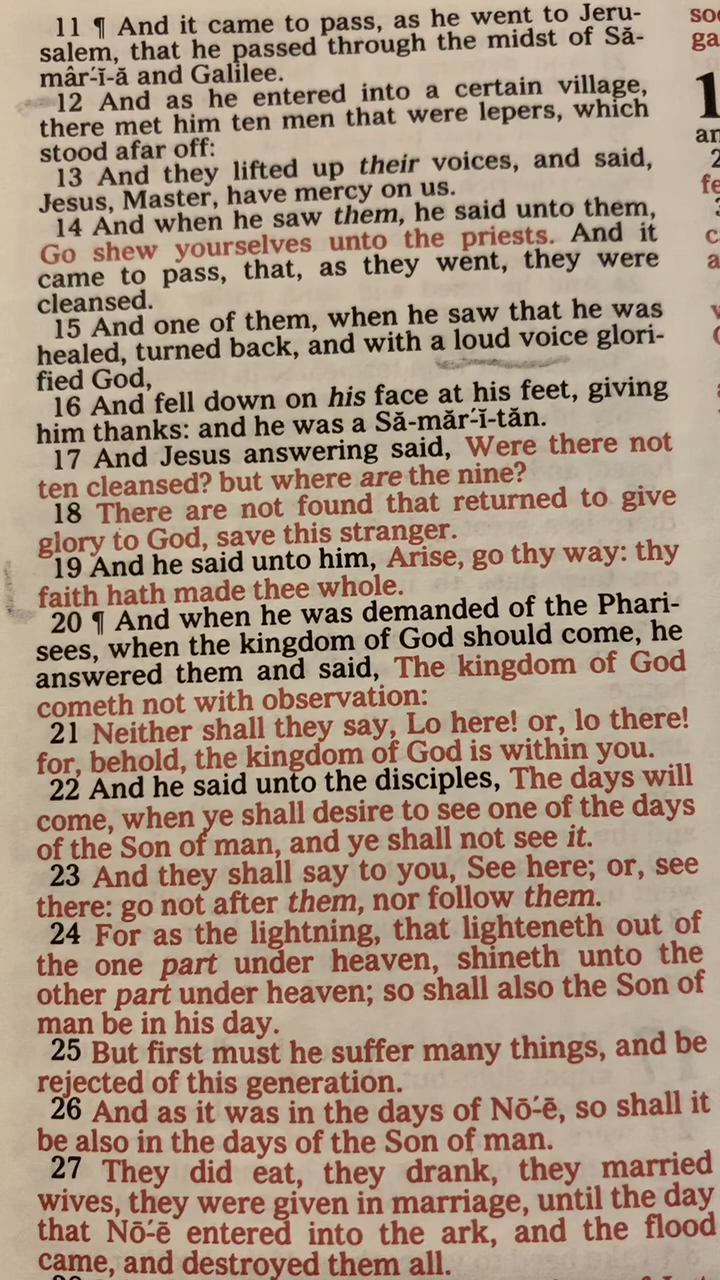 11 ¶ And it came to pass, as he went to Jeru-
salem, that he passed through the midst of Să-
mâr´-ĭ-ă and Galilee.
12 And as he entered into a certain village,
there met him ten men that were lepers, which
stood afar off:
13 And they lifted up their voices, and said,
Jesus, Master, have mercy on us.
14 And when he saw them, he said unto them,
Go shew yourselves unto the priests. And it
came to pass, that, as they went, they were
cleansed.
15 And one of them, when he saw that he was
healed, turned back, and with a loud voice glori-
fied God,
16 And fell down on his face at his feet, giving
him thanks: and he was a Să-măr´-ĭ-tăn.
17 And Jesus answering said, Were there not
ten cleansed? but where are the nine?
18 There are not found that returned to give
glory to God, save this stranger.
19 And he said unto him, Arise, go thy way: thy
faith hath made thee whole.
20 ¶ And when he was demanded of the Phari-
sees, when the kingdom of God should come, he
answered them and said, The kingdom of God
cometh not with observation:
21 Neither shall they say, Lo here! or, lo there!
for, behold, the kingdom of God is within you.
22 And he said unto the disciples, The days will
come, when ye shall desire to see one of the days
of the Son of man, and ye shall not see it.
23 And they shall say to you, See here; or, see
there: go not after them, nor follow them.
24 For as the lightning, that lighteneth out of
the one part under heaven, shineth unto the
other part under heaven; so shall also the Son of
man be in his day.
25 But first must he suffer many things, and be
rejected of this generation.
26 And as it was in the days of Nō´-ē, so shall it
be also in the days of the Son of man.
27 They did eat, they drank, they married
wives, they were given in marriage, until the day
that Nō´-ē entered into the ark, and the flood
came, and destroyed them all.